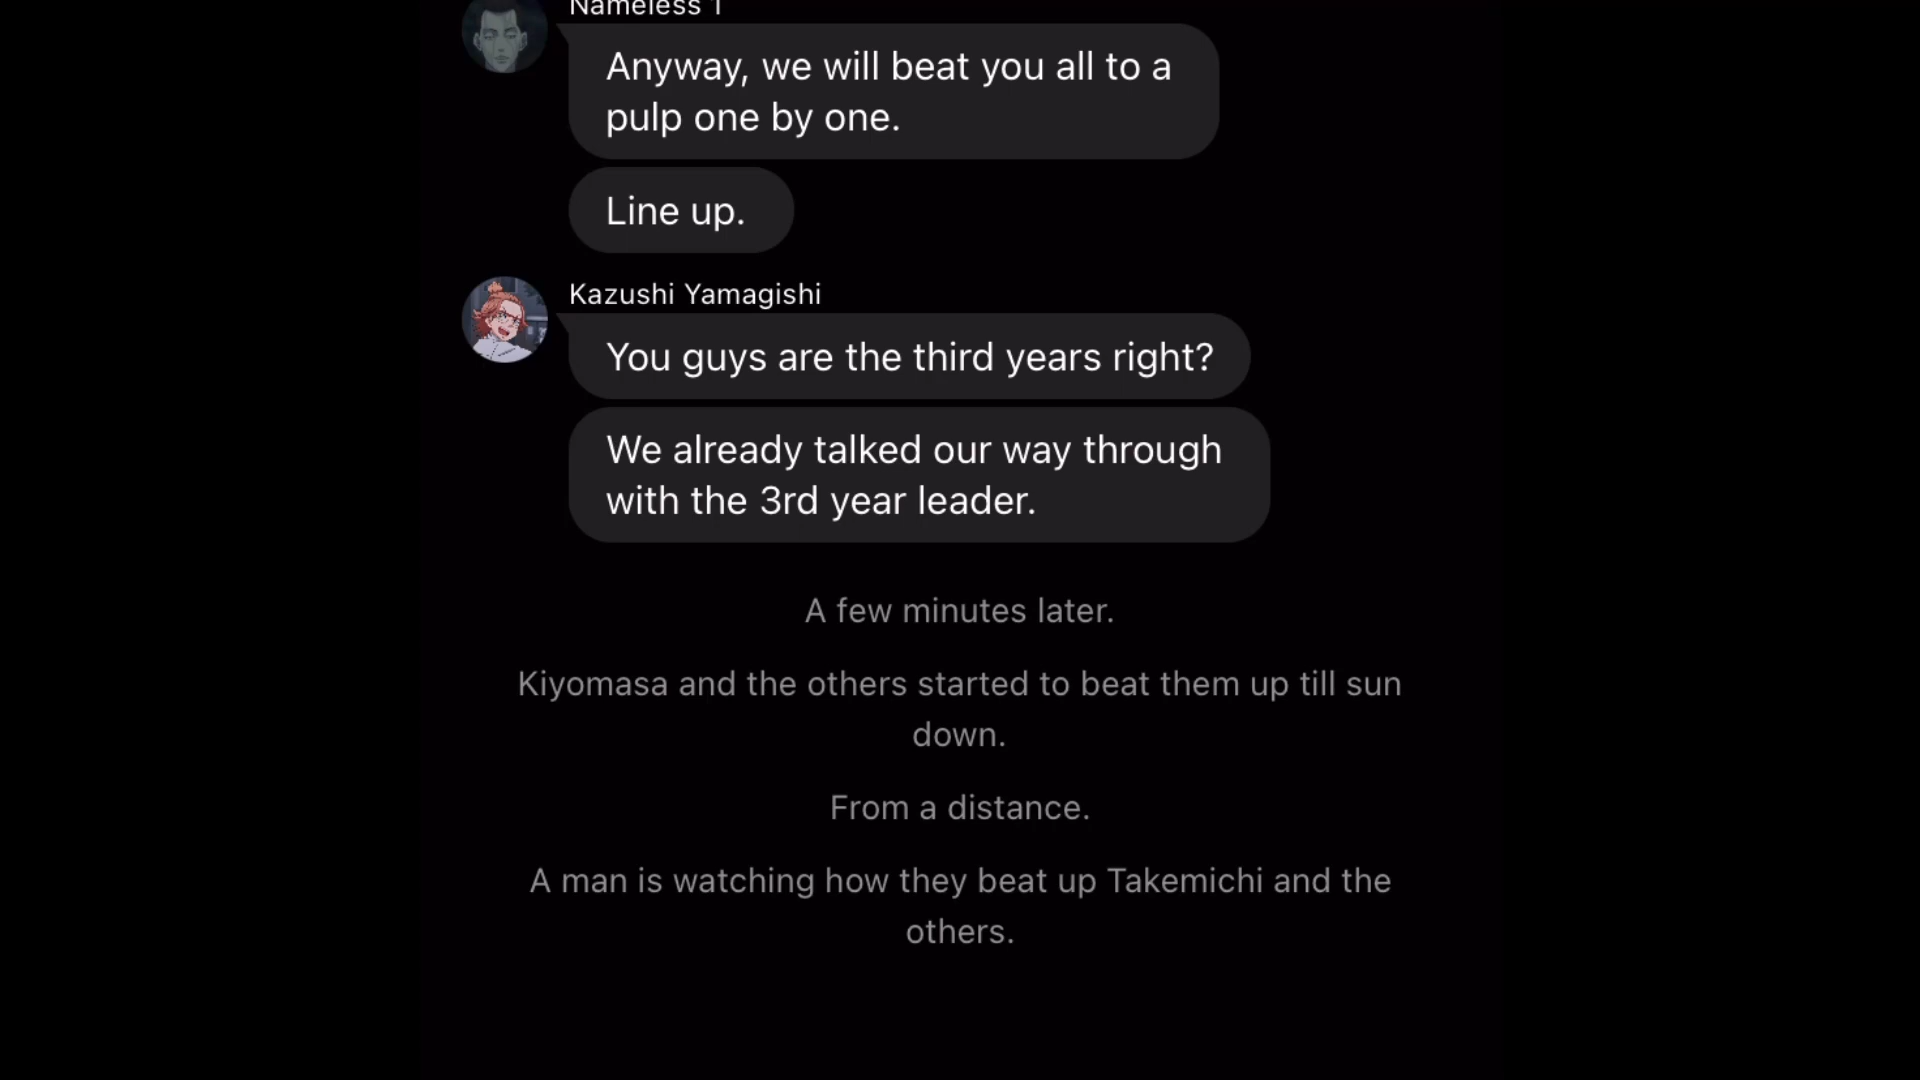 Nameless 1
Anyway, we will beat you all to a
pulp one by one.
Line up.
Kazushi Yamagishi
You guys are the third years right?
We already talked our way through
with the 3rd year leader.
A few minutes later.
Kiyomasa and the others started to beat them up till sun
down.
From a distance.
A man is watching how they beat up Takemichi and the
others.